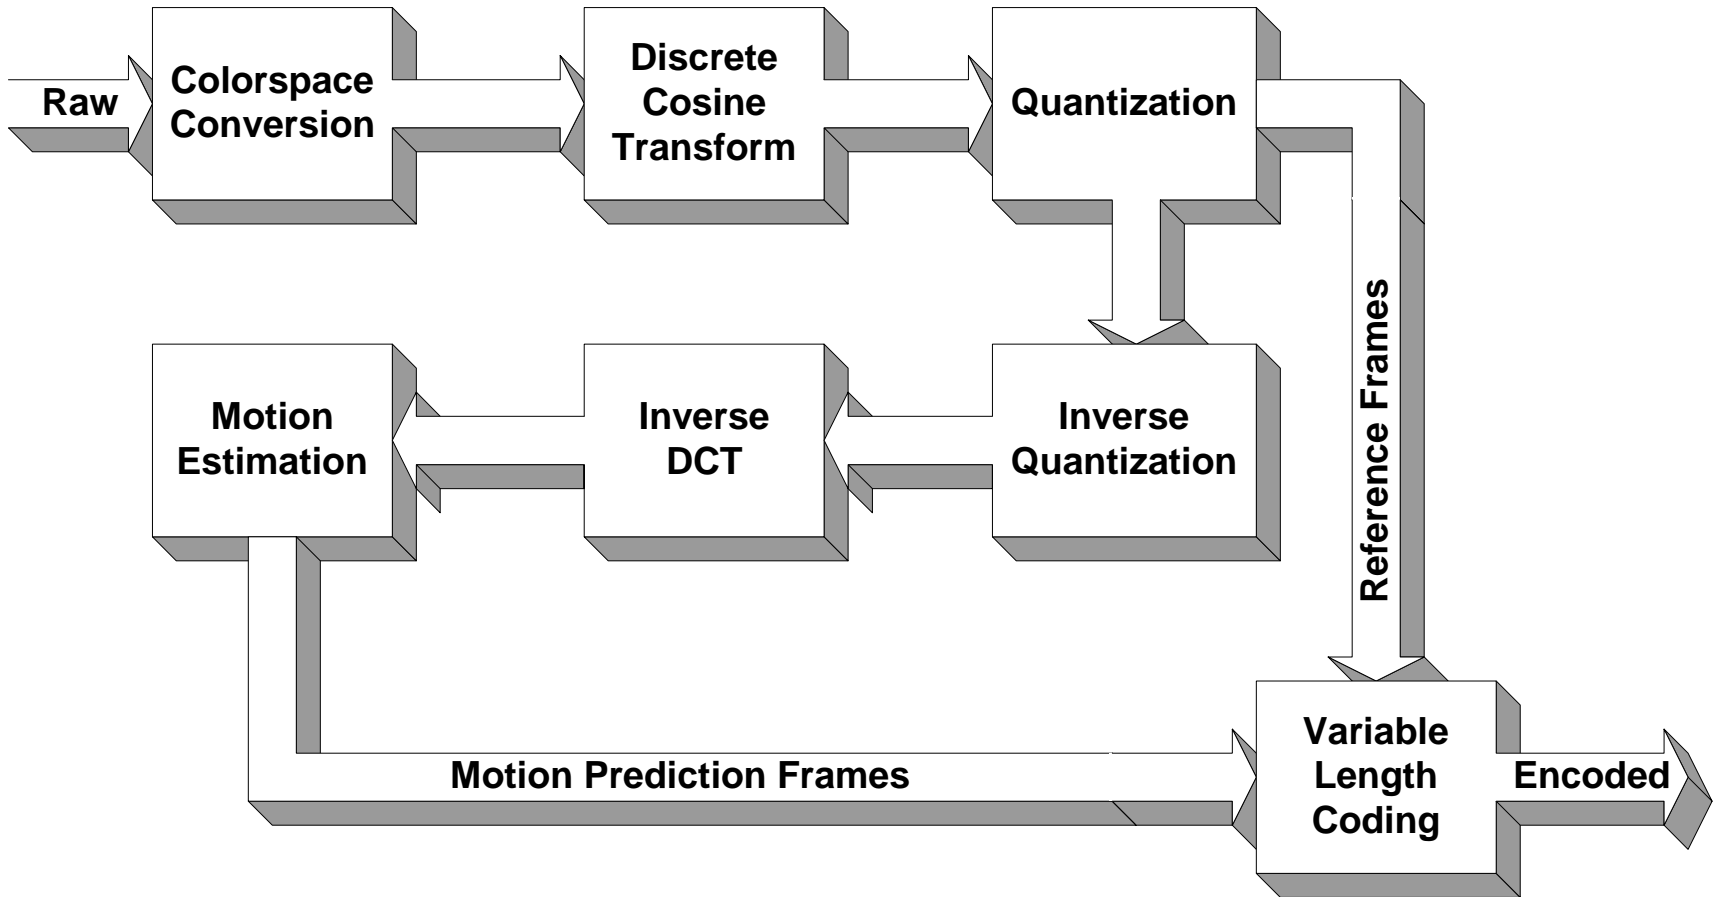 Raw
Colorspace
Conversion
Discrete
Cosine
Transform
Quantization
Reference Frames
Motion
Estimation
Inverse
DCT
Inverse
Quantization
Motion Prediction Frames
Variable
Length
Coding
Encoded